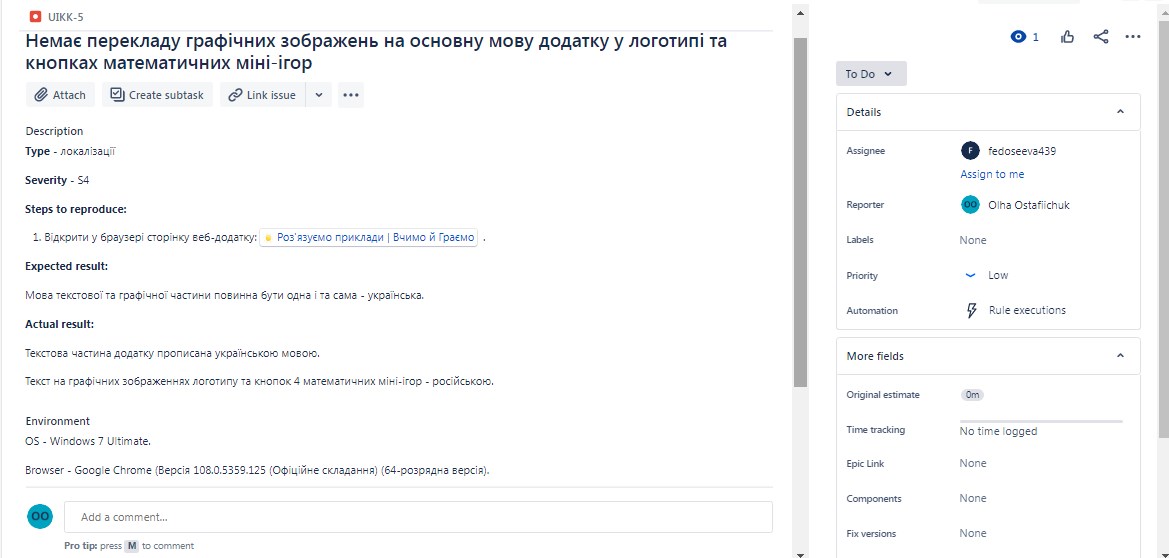 UIKK-5
Немає перекладу графічних зображень на основну мову додатку у логотипі та
кнопках математичних міні-ігор
Attach
Create subtask
Link issue
Description
Type - локалізації
Severity - S4
Steps to reproduce:
1. Відкрити у браузері сторінку веб-додатку: Роз'язуємо приклади | Вчимо й Граємо .
Expected result:
Мова текстової та графічної частини повинна бути одна і та сама - українська.
Actual result:
Текстова частина додатку прописана українською мовою.
Текст на графічних зображеннях логотипу та кнопок 4 математичних міні-ігор - російською.
Environment
OS - Windows 7 Ultimate.
Browser - Google Chrome (Версія 108.0.5359.125 (Офіційне складання) (64-розрядна версія).
OO
Add a comment...
Pro tip: press M to comment
1
To Do
Details
Assignee
F fedoseeva439
Assign to me
Reporter
OO Olha Ostafiichuk
Labels
None
Priority
Low
Automation
Rule executions
More fields
Original estimate
0m
Time tracking
No time logged
Epic Link
None
Components
None
Fix versions
None